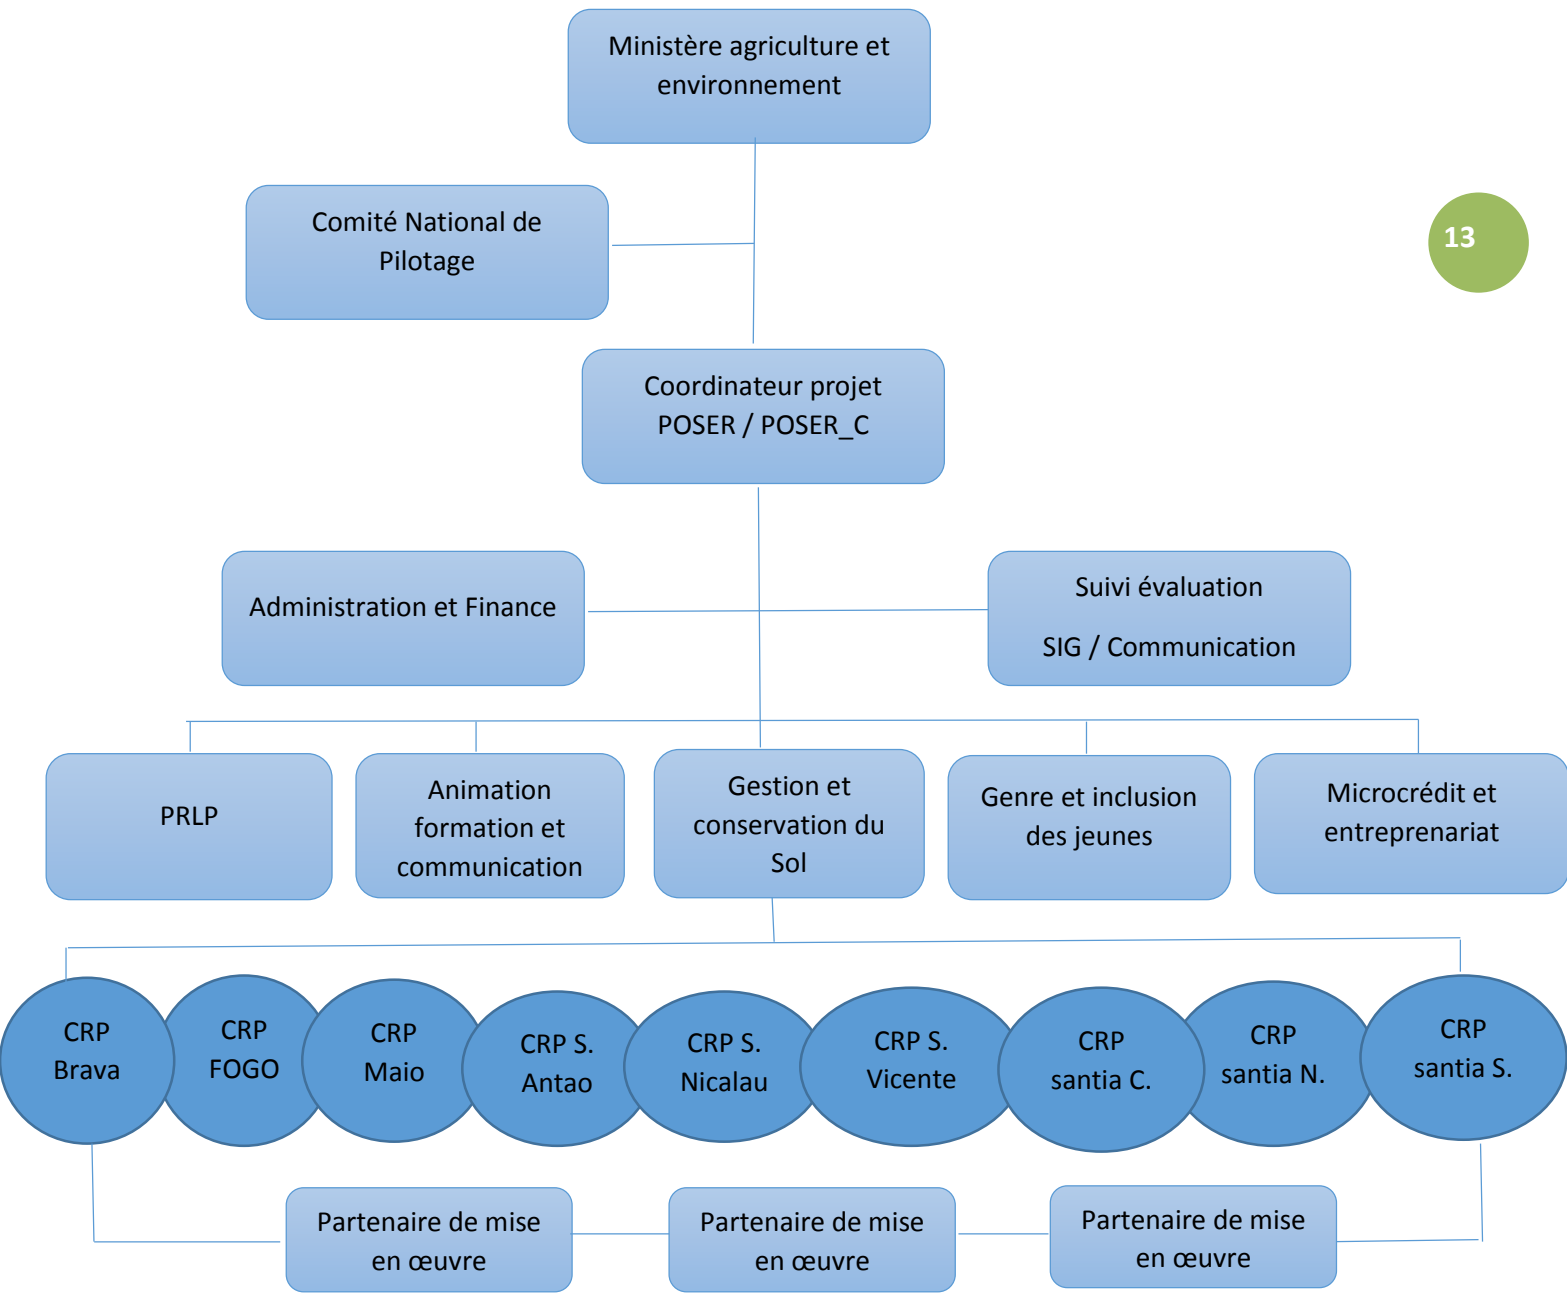 Ministère agriculture et
environnement
Comité National de
Pilotage
13
Coordinateur projet
POSER / POSER_C
Administration et Finance
Suivi évaluation
SIG / Communication
PRLP
Animation
formation et
communication
Gestion et
conservation du
Sol
Genre et inclusion
des jeunes
Microcrédit et
entreprenariat
CRP
Brava
CRP
FOGO
CRP
Maio
CRP S.
Antao
CRP S.
Nicalau
CRP S.
Vicente
CRP
santia C.
CRP
santia N.
CRP
santia S.
Partenaire de mise
en œuvre
Partenaire de mise
en œuvre
Partenaire de mise
en œuvre